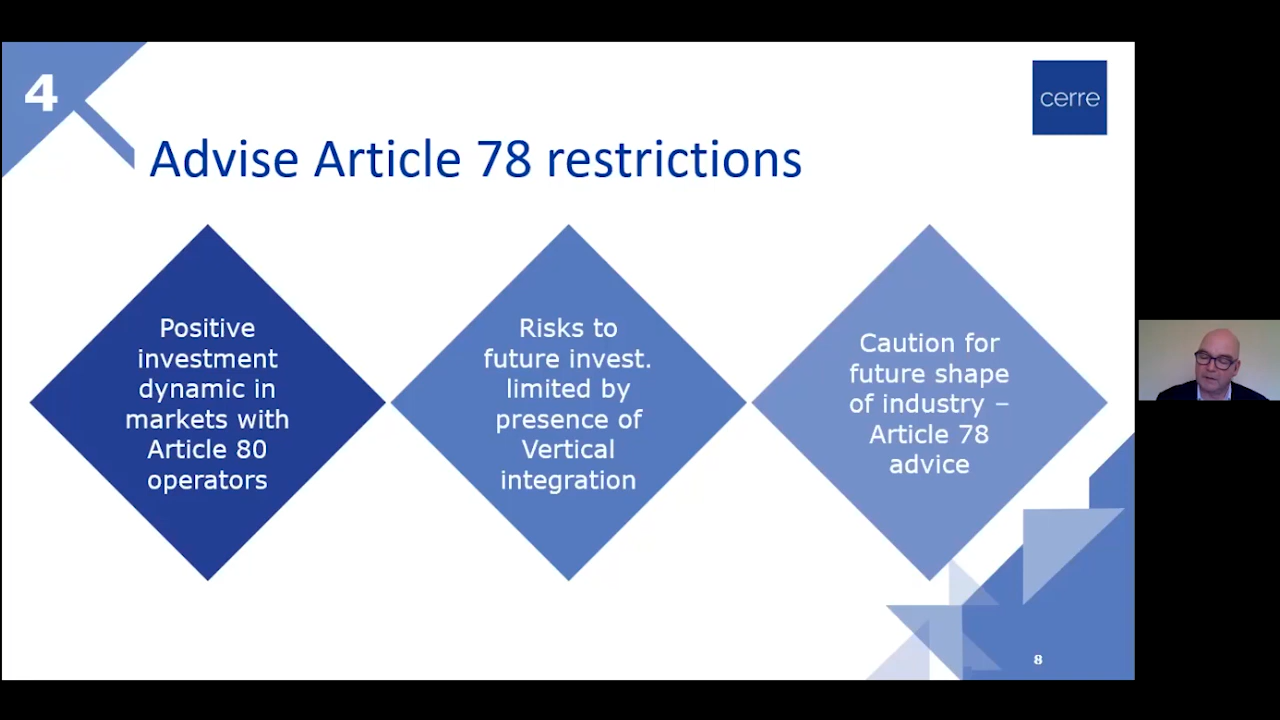 4
cerre
Advise Article 78 restrictions
Positive
investment
dynamic in
markets with
Article 80
operators
Risks to
future invest.
limited by
presence of
Vertical
integration
Caution for
future shape
of industry –
Article 78
advice
8